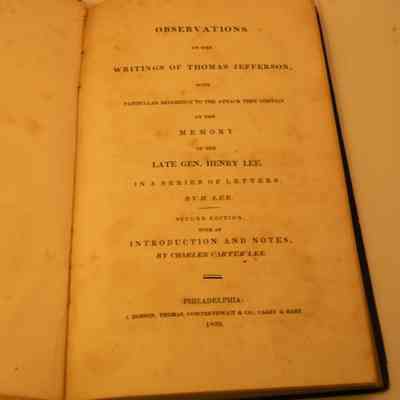 OBSERVATIONS
ON THE
WRITINGS OF THOMAS JEFFERSON,
WITH
PARTICULAR REFERENCE TO THE ATTACK THEY CONTAIN
ON THE
MEMORY
OF THE
LATE GEN. HENRY LEE.
IN A SERIES OF LETTERS,
BY H. LEE.
SECOND EDITION,
WITH AN
INTRODUCTION AND NOTES,
BY CHARLES CARTER LEE.
PHILADELPHIA:
J. DOBSON, THOMAS, COWPERTHWAIT & CO., CAREY & HART.
1839.